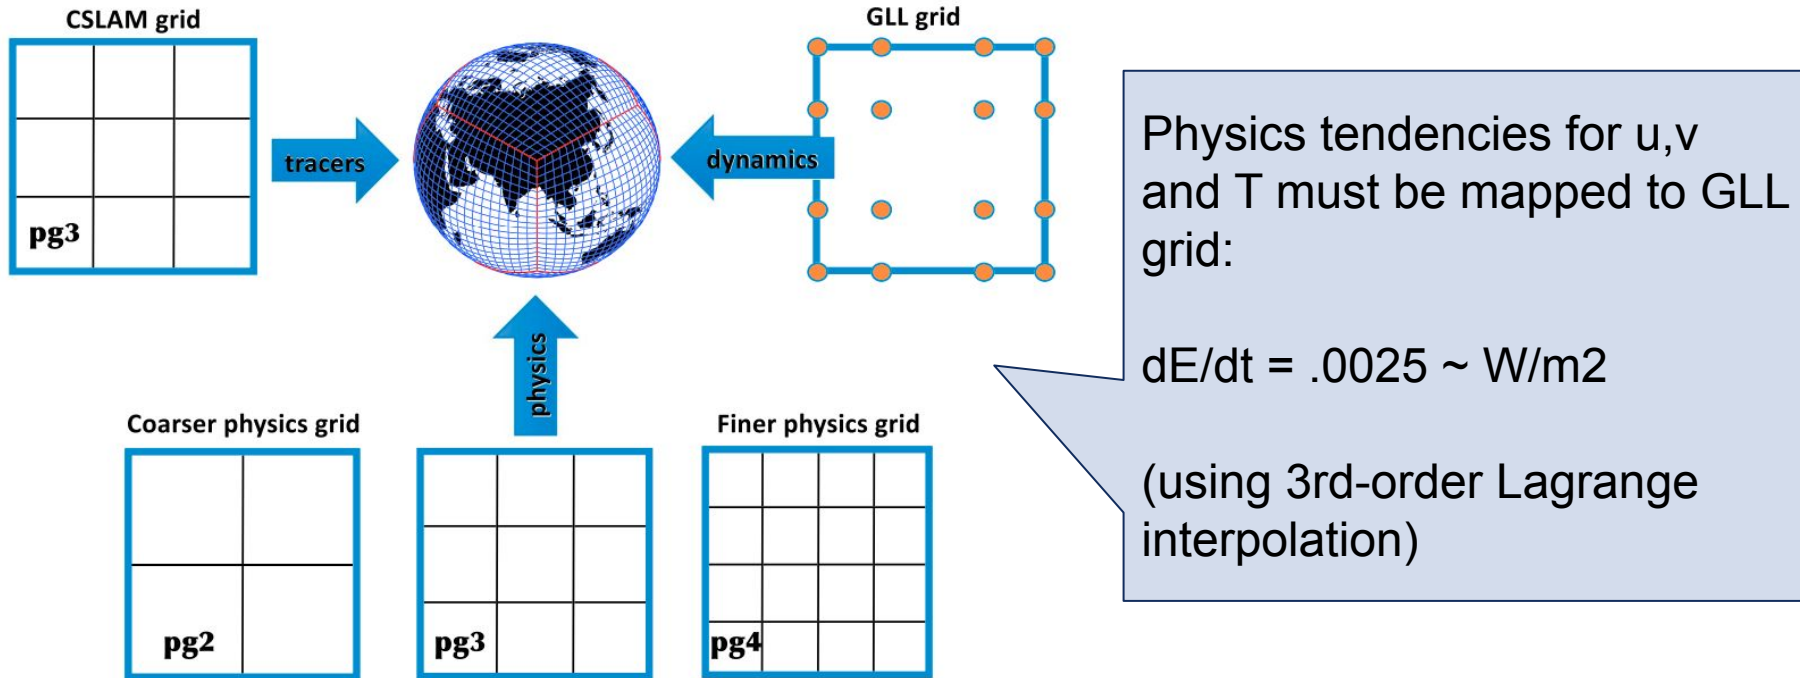 CSLAM grid
GLL grid
pg3
tracers
dynamics
physics
Coarser physics grid
Finer physics grid
pg2
pg3
pg4
Physics tendencies for u,v
and T must be mapped to GLL
grid:
dE/dt = .0025 ~ W/m2
(using 3rd-order Lagrange
interpolation)